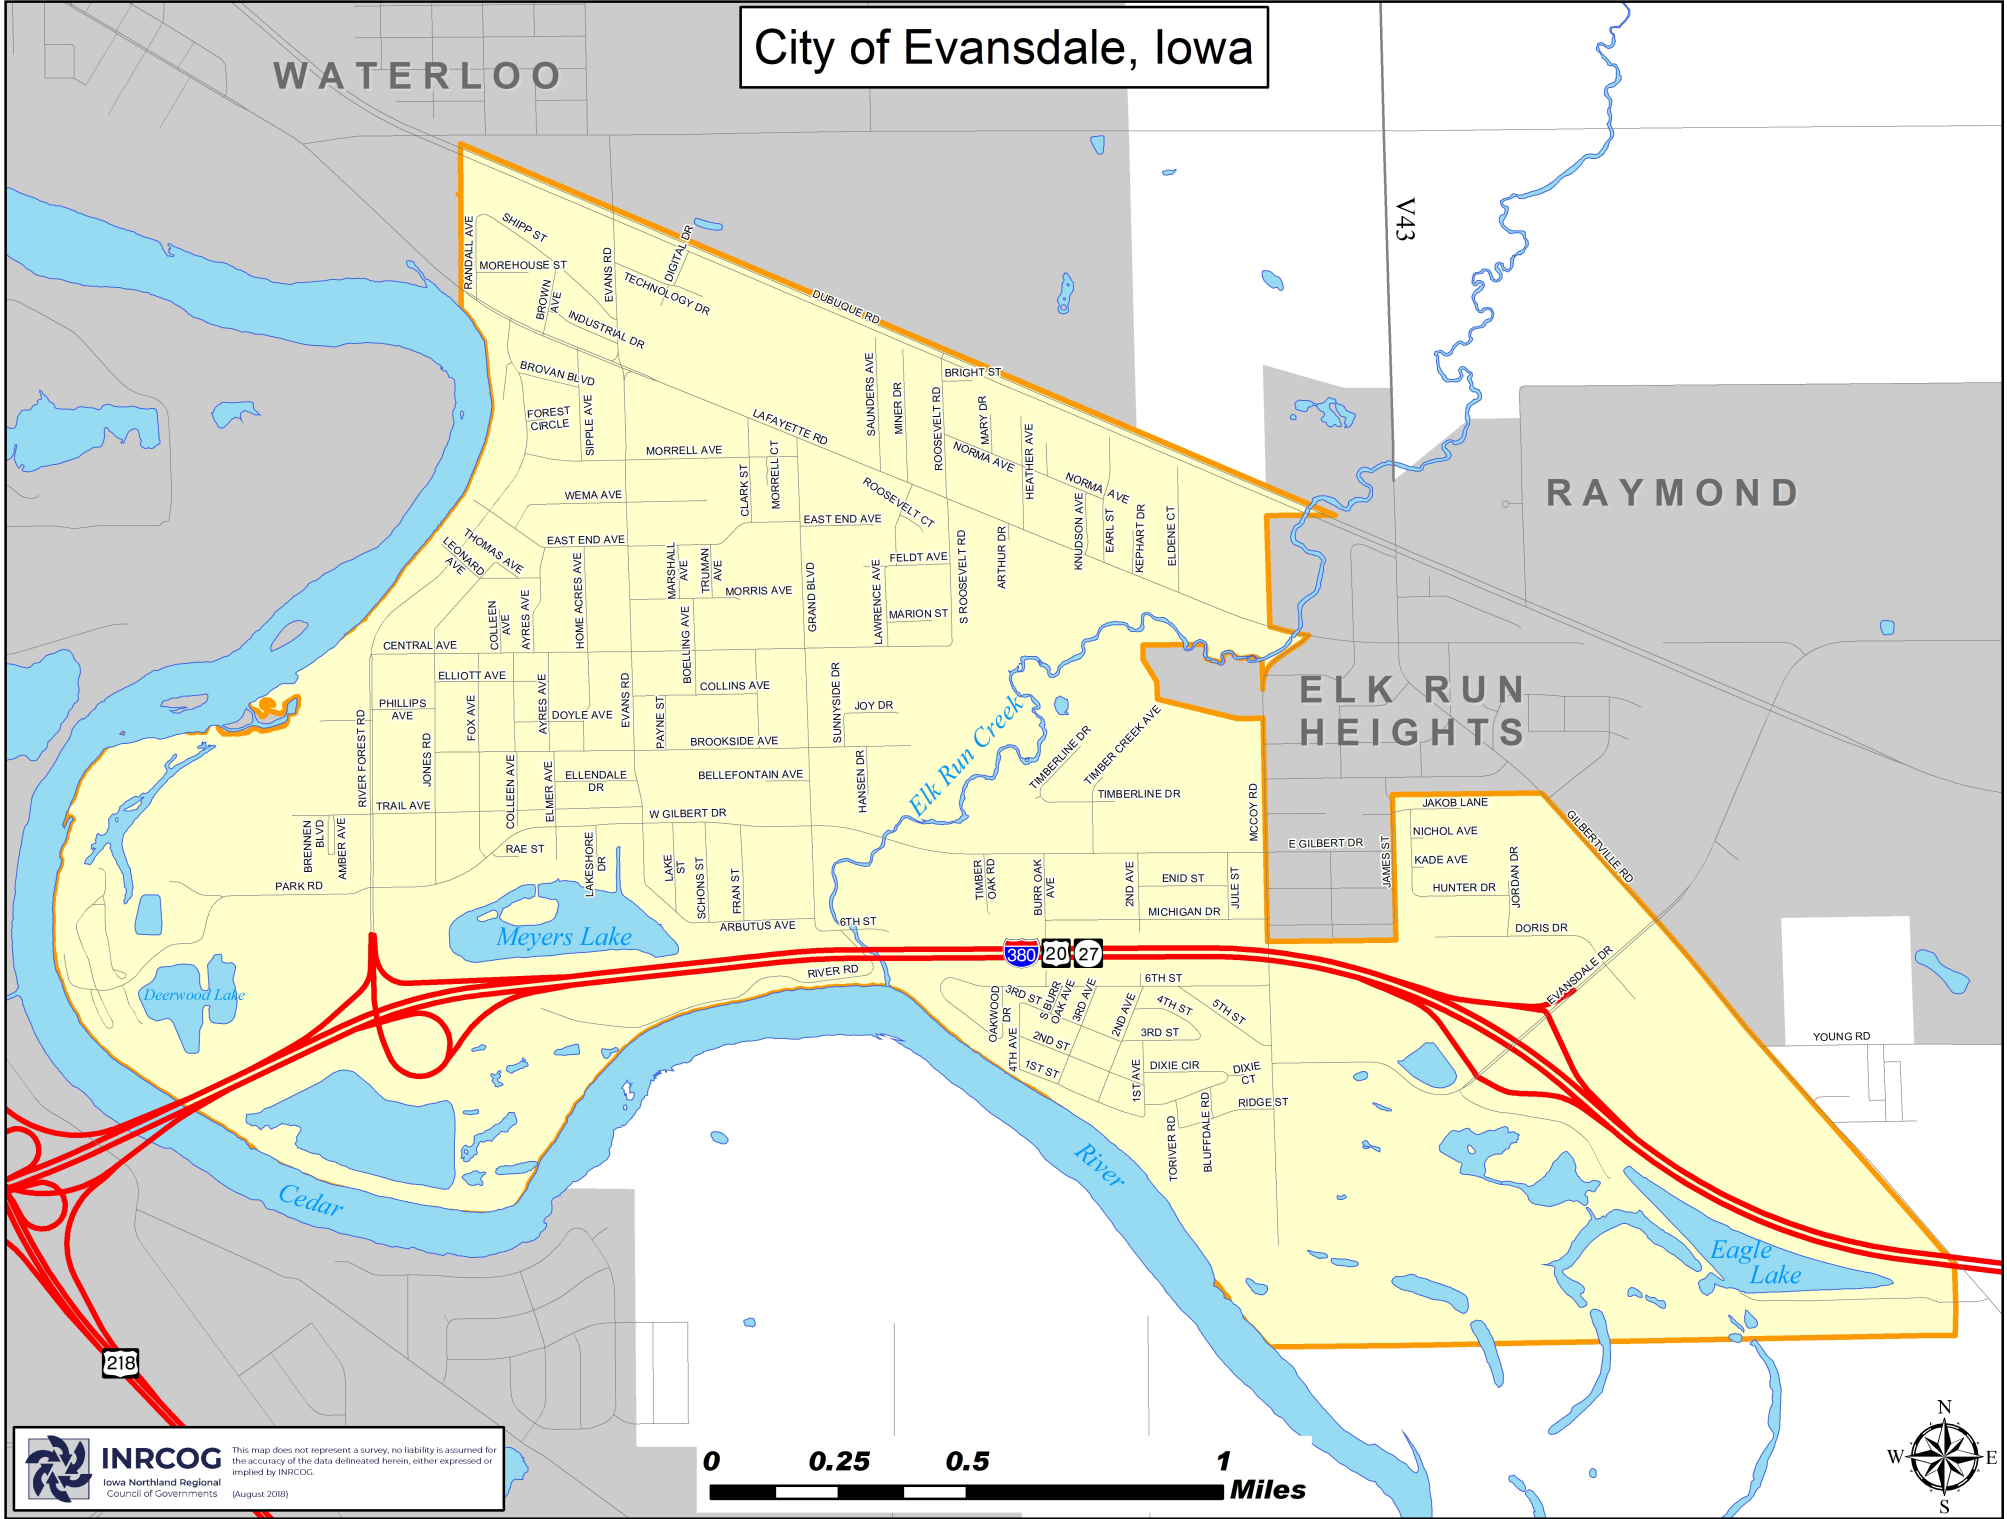 City of Evansdale, Iowa
WATERLOO
V43
RANDALL AVE
SHIPP ST
MOREHOUSE ST
BROWN
AVE
EVANS RD
DIGITAL DR
TECHNOLOGY DR
INDUSTRIAL DR
DUBUQUE RD
BROVAN BLVD
FOREST
CIRCLE
SIPPLE AVE
LAFAYETTE RD
SAUNDERS AVE
MINER DR
ROOSEVELT RD
BRIGHT ST
MARY DR
HEATHER AVE
NORMA AVE
NORMA AVE
MORRELL AVE
CLARK ST
MORRELL CT
WEMA AVE
ROOSEVELT CT
RAYMOND
EAST END AVE
EAST END AVE
THOMAS AVE
LEONARD
AVE
KNUDSON AVE
EARL ST
KEPHART DR
ELDENE CT
HOME ACRES AVE
MARSHALL
AVE
TRUMAN
AVE
MORRIS AVE
GRAND BLVD
LAWRENCE AVE
FELDT AVE
S ROOSEVELT RD
ARTHUR DR
MARION ST
COLLEEN
AVE
AYRES AVE
BOELLING AVE
CENTRAL AVE
ELLIOTT AVE
COLLINS AVE
SUNNYSIDE DR
JOY DR
PHILLIPS
AVE
FOX AVE
AYRES AVE
DOYLE AVE
EVANS RD
PAYNE ST
BROOKSIDE AVE
ELK RUN
HEIGHTS
RIVER FOREST RD
JONES RD
COLLEEN AVE
ELMER AVE
ELLENDALE
DR
BELLEFONTAIN AVE
HANSEN DR
Elk Run Creek
TIMBERLINE DR
TIMBER CREEK AVE
TIMBERLINE DR
MCCOY RD
TRAIL AVE
W GILBERT DR
BRENNEN
BLVD
AMBER AVE
RAE ST
LAKESHORE
DR
LAKE
ST
SCHONS ST
FRAN ST
PARK RD
ARBUTUS AVE
6TH ST
TIMBER
OAK RD
BURR OAK
AVE
2ND AVE
ENID ST
JULE ST
MICHIGAN DR
E GILBERT DR
JAMES ST
JAKOB LANE
NICHOL AVE
KADE AVE
HUNTER DR
JORDAN DR
DORIS DR
GILBERTVILLE RD
EVANSDALE DR
Meyers Lake
Deerwood Lake
RIVER RD
380
20
27
6TH ST
OAKWOOD
DR
3RD ST
S BURR
OAK AVE
3RD AVE
2ND AVE
4TH ST
5TH ST
3RD ST
4TH AVE
2ND ST
1ST ST
1ST AVE
DIXIE CIR
DIXIE
CT
RIDGE ST
TORIVER RD
BLUFFDALE RD
YOUNG RD
Cedar
River
Eagle
Lake
218
INRCOG
Iowa Northland Regional
Council of Governments
This map does not represent a survey, no liability is assumed for
the accuracy of the data delineated herein, either expressed or
implied by INRCOG.
(August 2018)
0 0.25 0.5 1
Miles
N
W E
S